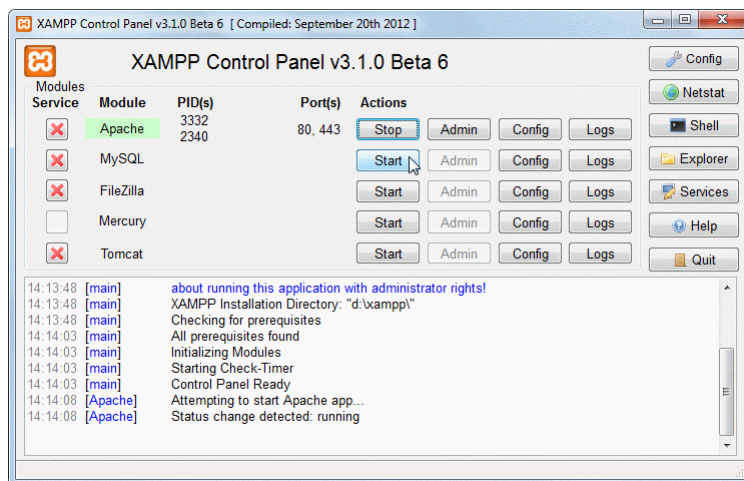 XAMPP Control Panel v3.1.0 Beta 6 [ Compiled: September 20th 2012 ]
XAMPP Control Panel v3.1.0 Beta 6
Config
Modules
Service Module PID(s) Port(s) Actions
Netstat
Apache 3332 2340 80, 443 Stop Admin Config Logs
Shell
MySQL Start Admin Config Logs
Explorer
FileZilla Start Admin Config Logs
Services
Mercury Start Admin Config Logs
Help
Tomcat Start Admin Config Logs
Quit
14:13:48 [main] about running this application with administrator rights!
14:13:48 [main] XAMPP Installation Directory: "d:\xampp\"
14:13:48 [main] Checking for prerequisites
14:14:03 [main] All prerequisites found
14:14:03 [main] Initializing Modules
14:14:03 [main] Starting Check-Timer
14:14:03 [main] Control Panel Ready
14:14:08 [Apache] Attempting to start Apache app...
14:14:08 [Apache] Status change detected: running